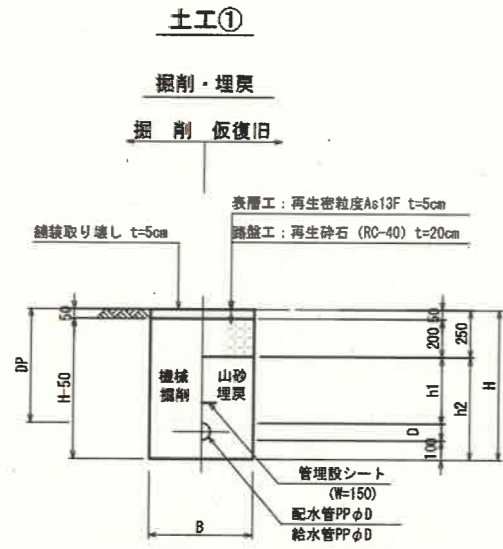 土工①
掘削・埋戻
掘 削 仮復旧
表層工:再生密粒度As13F t=5cm
舗装取り壊し t=5cm
路盤工:再生砕石 (RC-40) t=20cm
50
50
DP
H-50
200
250
H
機械
掘削
山砂
埋戻
h1
h2
D
100
管埋設シート
(W=150)
配水管PPφD
給水管PPφD
B